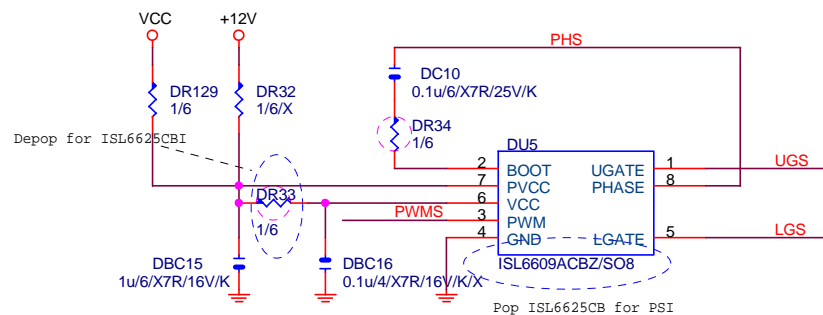 VCC
+12V
PHS
DR129
1/6
DR32
1/6/X
DC10
0.1u/6/X7R/25V/K
Depop for ISL6625CBI
DR34
1/6
DU5
2 BOOT UGATE 1 UGS
7 PVCC PHASE 8
DR33
1/6
6 VCC
PWMS 3 PWM
4 GND LGATE 5 LGS
DBC15
1u/6/X7R/16V/K
DBC16
0.1u/4/X7R/16V/K/X
ISL6609ACBZ/SO8
Pop ISL6625CB for PSI